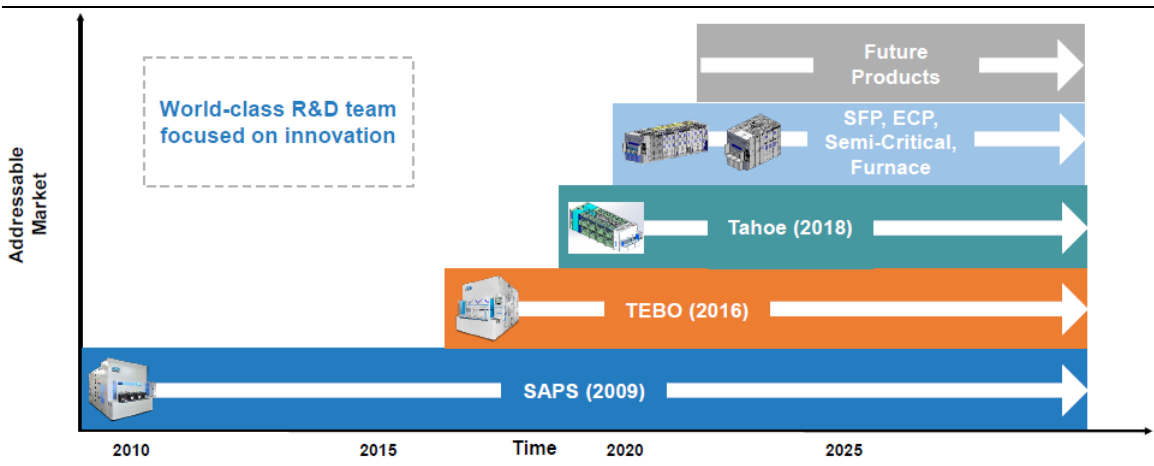 World-class R&D team
focused on innovation
Future
Products
SFP, ECP,
Semi-Critical,
Furnace
Tahoe (2018)
TEBO (2016)
SAPS (2009)
Addressable
Market
2010
2015
Time
2020
2025